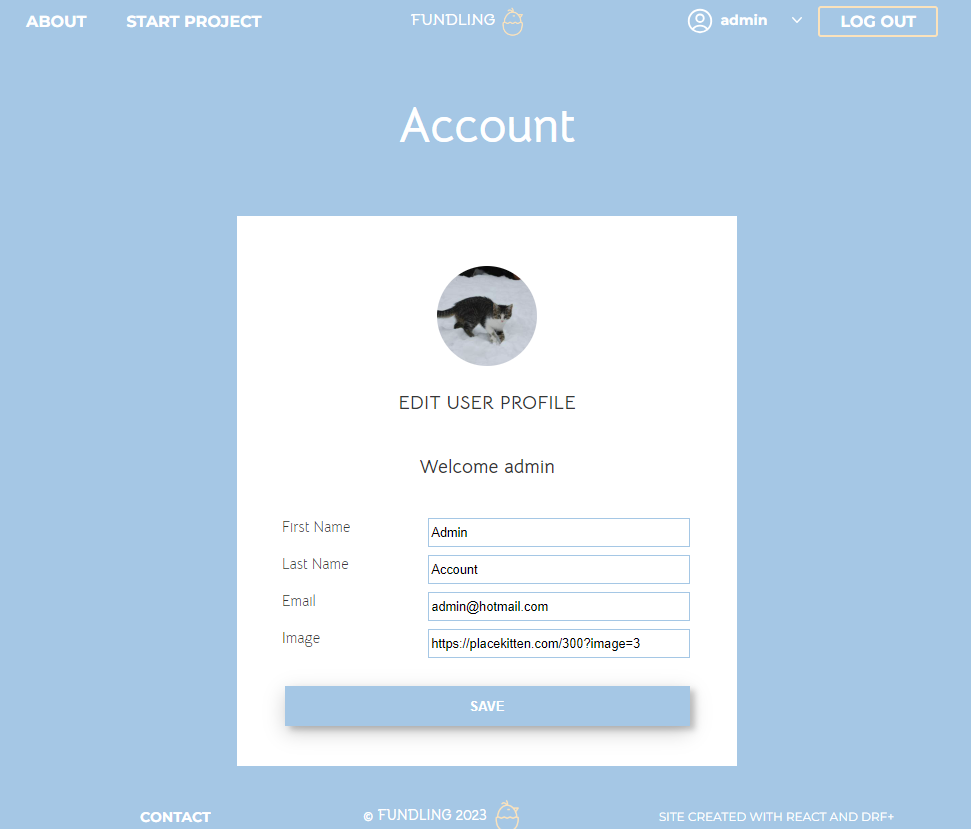 ABOUT START PROJECT FUNDLING admin LOG OUT
Account
EDIT USER PROFILE
Welcome admin
First Name Admin
Last Name Account
Email admin@hotmail.com
Image https://placekitten.com/300?image=3
SAVE
CONTACT © FUNDLING 2023 SITE CREATED WITH REACT AND DRF+